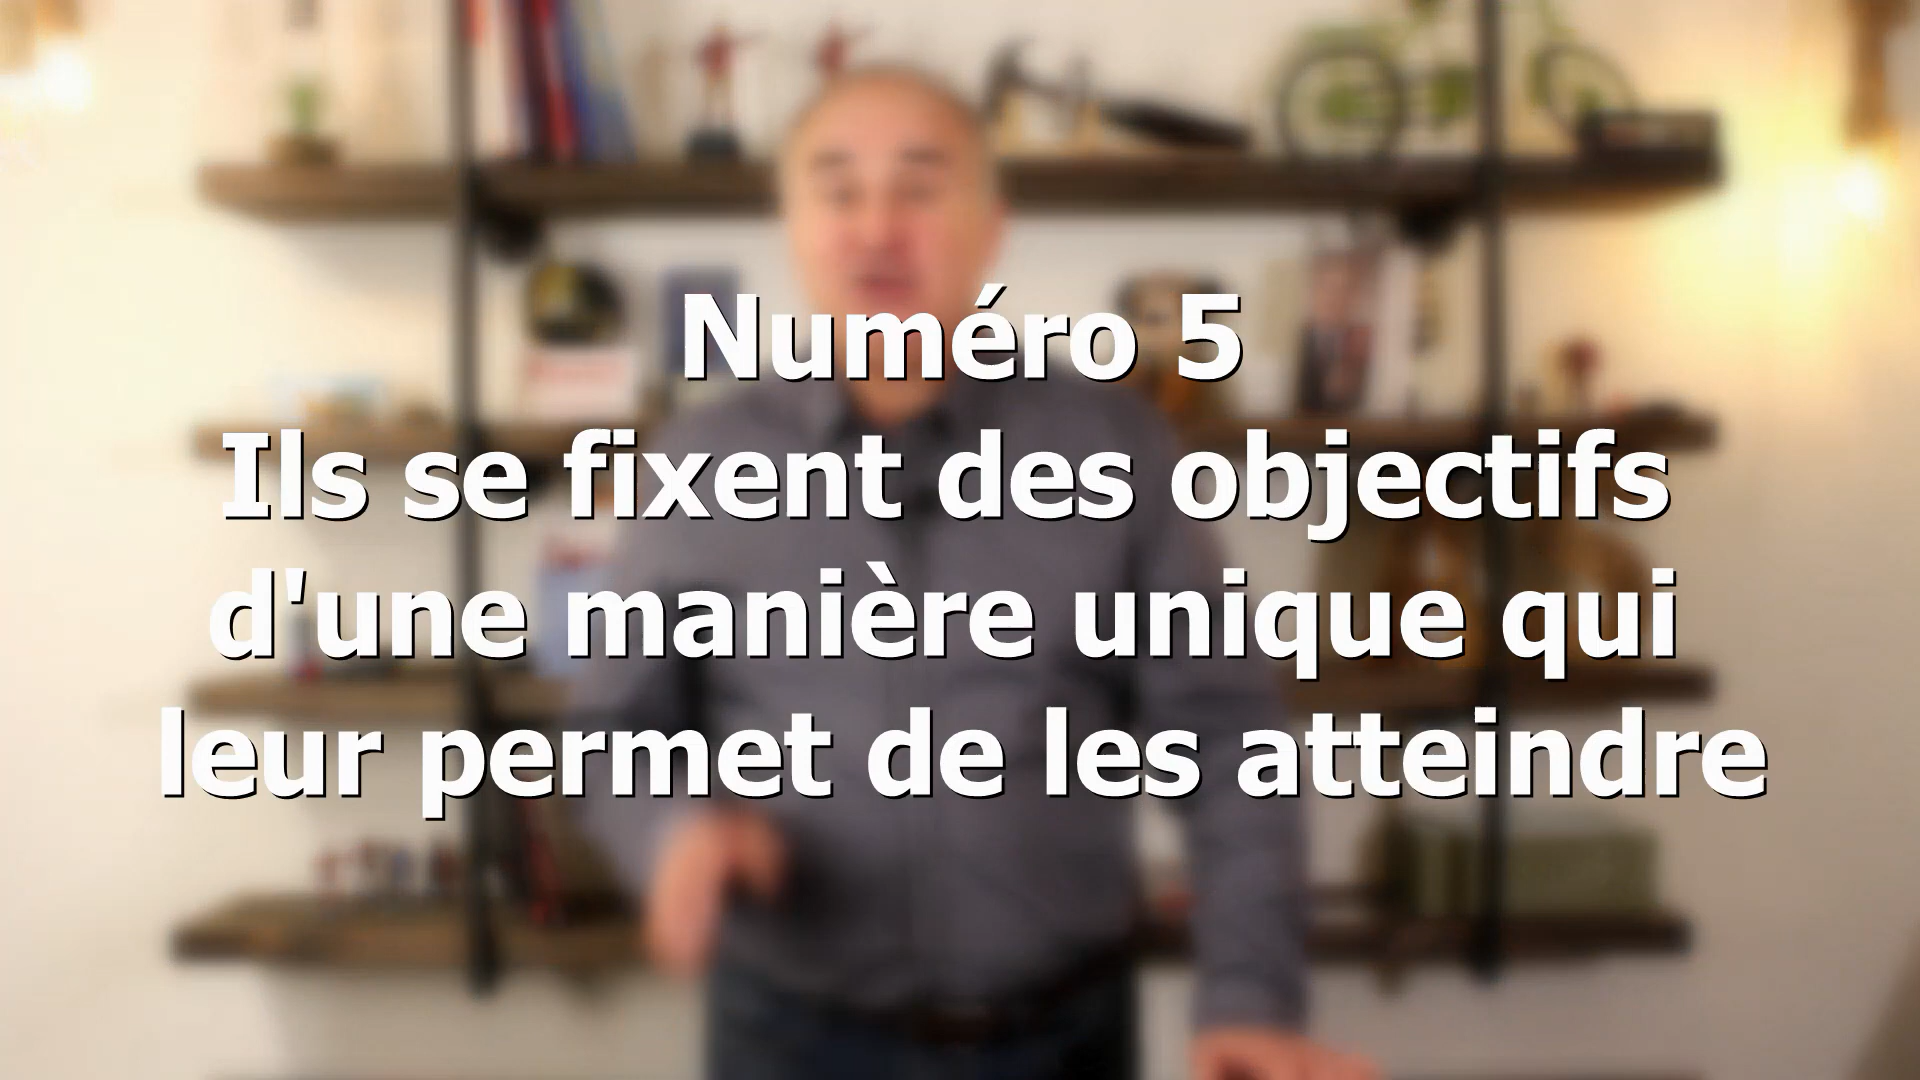 Numéro 5
Ils se fixent des objectifs
d'une manière unique qui
leur permet de les atteindre